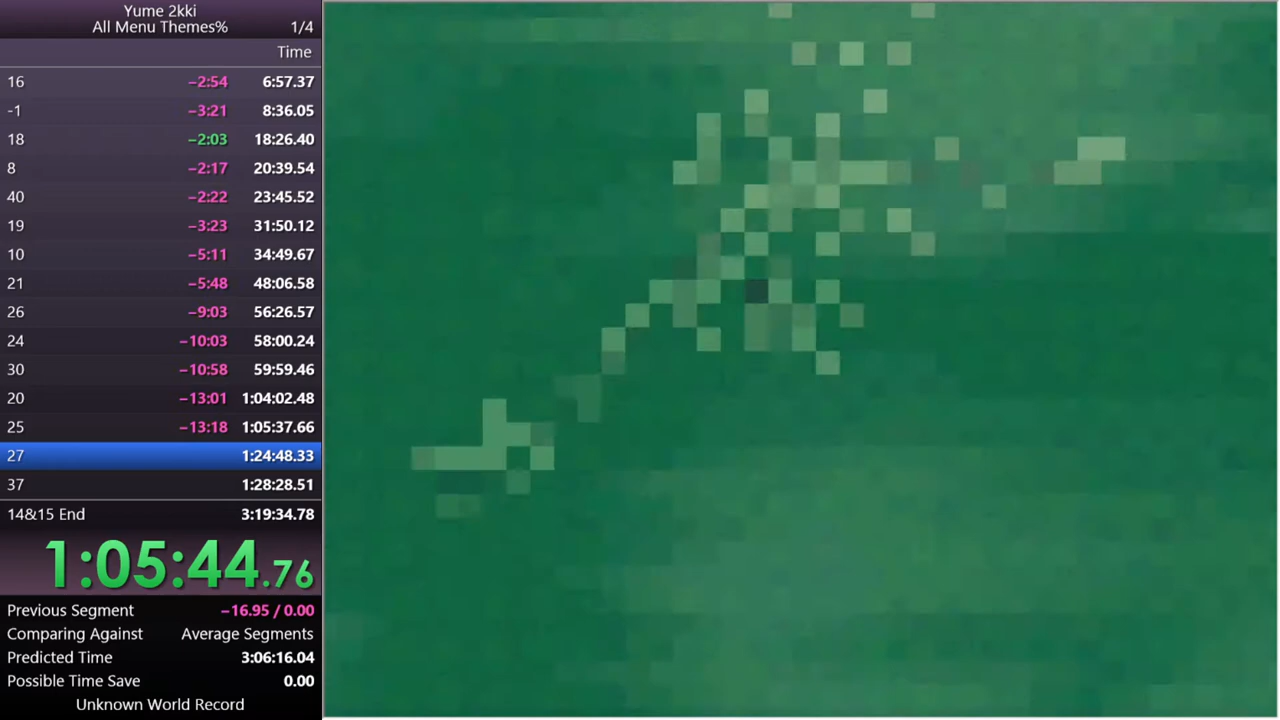 Yume 2kki
All Menu Themes% 1/4
Time
16 −2:54 6:57.37
-1 −3:21 8:36.05
18 −2:03 18:26.40
8 −2:17 20:39.54
40 −2:22 23:45.52
19 −3:23 31:50.12
10 −5:11 34:49.67
21 −5:48 48:06.58
26 −9:03 56:26.57
24 −10:03 58:00.24
30 −10:58 59:59.46
20 −13:01 1:04:02.48
25 −13:18 1:05:37.66
27 1:24:48.33
37 1:28:28.51
14&15 End 3:19:34.78
1:05:44.76
Previous Segment −16.95 / 0.00
Comparing Against Average Segments
Predicted Time 3:06:16.04
Possible Time Save 0.00
Unknown World Record